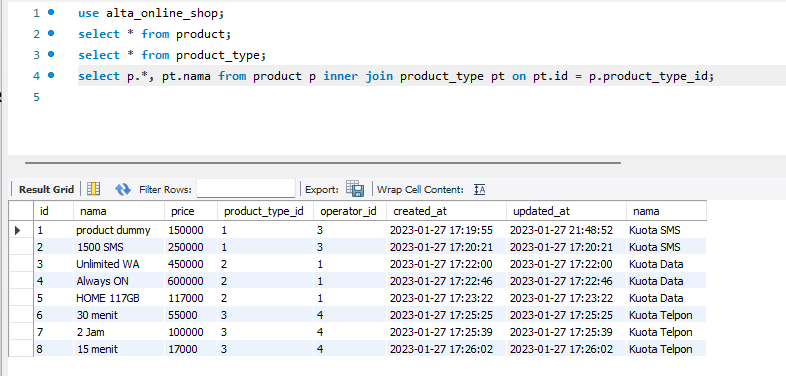 1 use alta_online_shop;
2 select * from product;
3 select * from product_type;
4 select p.*, pt.nama from product p inner join product_type pt on pt.id = p.product_type_id;
5
Result Grid Filter Rows: Export: Wrap Cell Content: IA
id nama price product_type_id operator_id created_at updated_at nama
1 product dummy 150000 1 3 2023-01-27 17:19:55 2023-01-27 21:48:52 Kuota SMS
2 1500 SMS 250000 1 3 2023-01-27 17:20:21 2023-01-27 17:20:21 Kuota SMS
3 Unlimited WA 450000 2 1 2023-01-27 17:22:00 2023-01-27 17:22:00 Kuota Data
4 Always ON 600000 2 1 2023-01-27 17:22:46 2023-01-27 17:22:46 Kuota Data
5 HOME 117GB 117000 2 1 2023-01-27 17:23:22 2023-01-27 17:23:22 Kuota Data
6 30 menit 55000 3 4 2023-01-27 17:25:25 2023-01-27 17:25:25 Kuota Telpon
7 2 Jam 100000 3 4 2023-01-27 17:25:39 2023-01-27 17:25:39 Kuota Telpon
8 15 menit 17000 3 4 2023-01-27 17:26:02 2023-01-27 17:26:02 Kuota Telpon